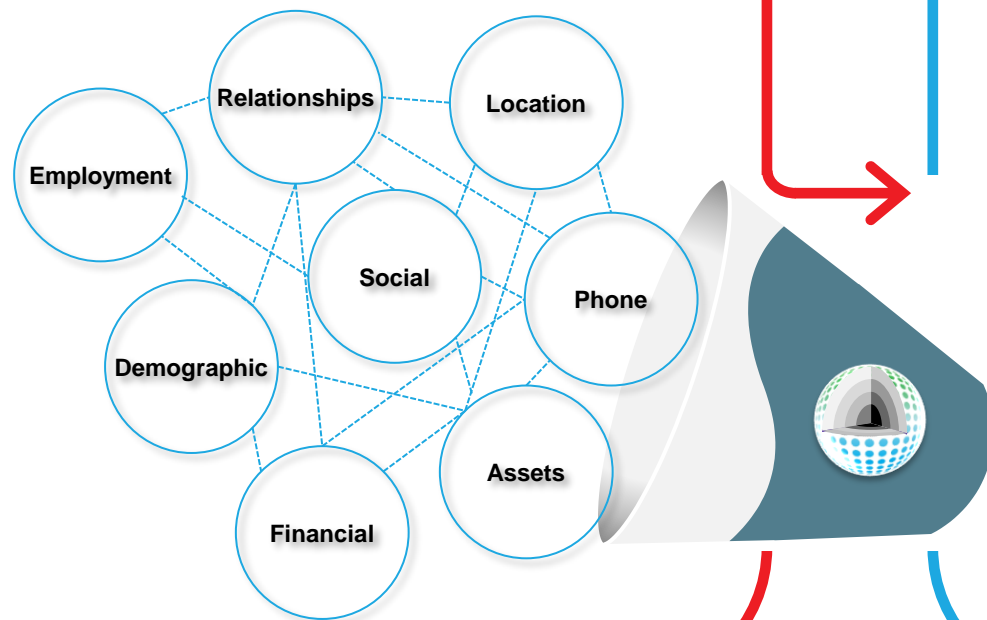 Relationships
Location
Employment
Social
Phone
Demographic
Assets
Financial